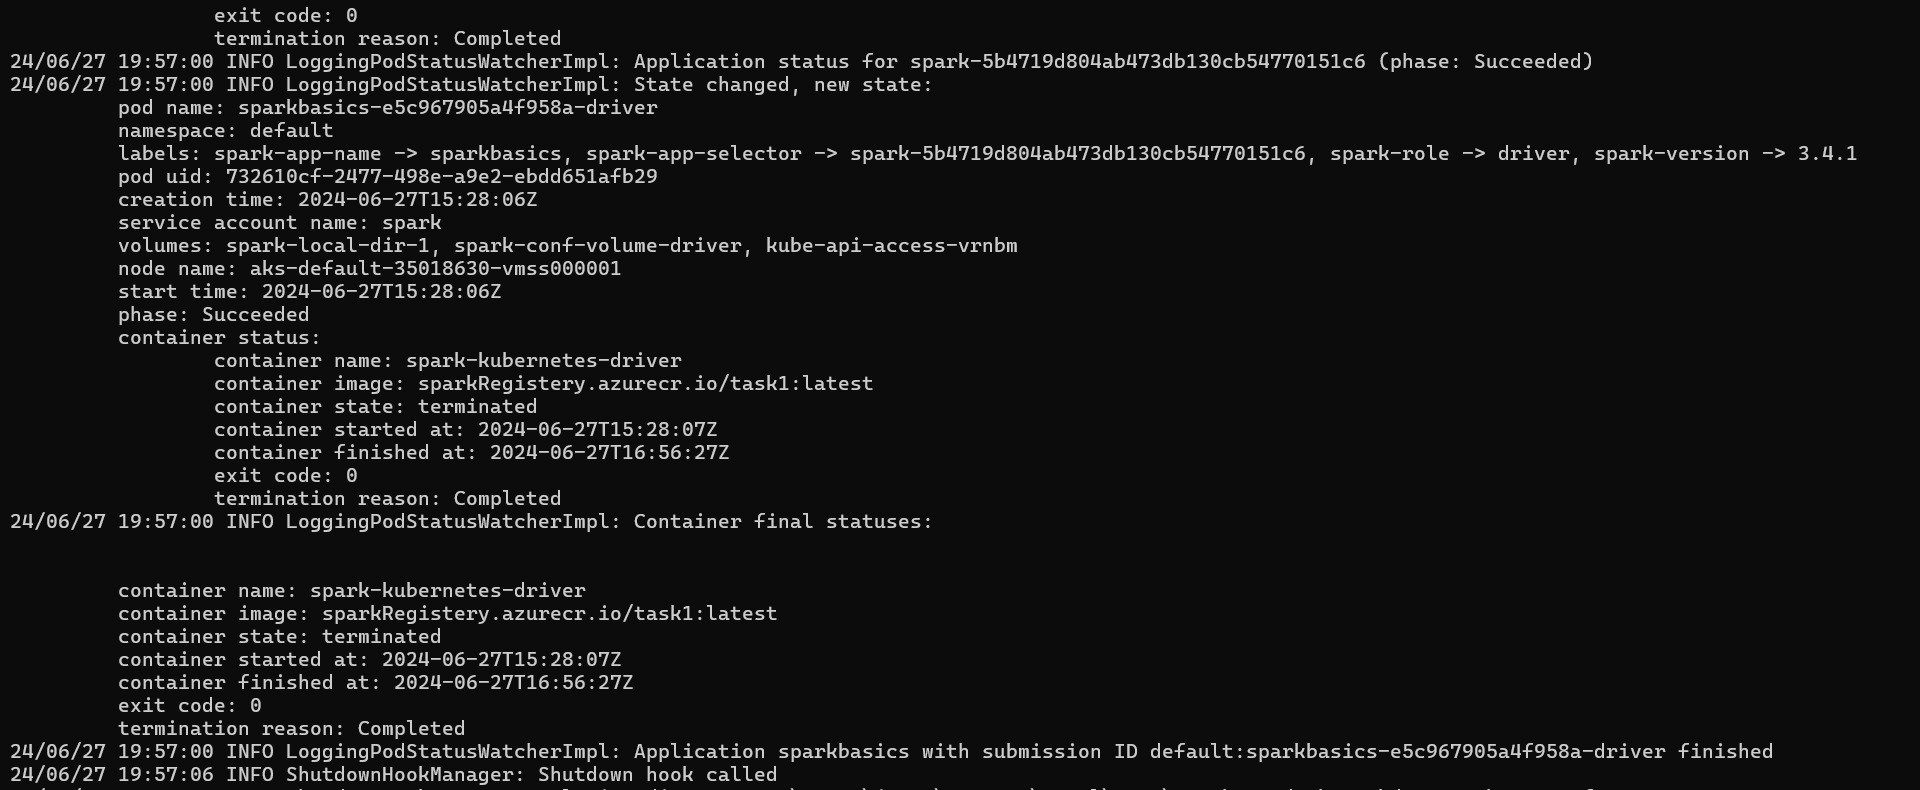 exit code: 0
termination reason: Completed
24/06/27 19:57:00 INFO LoggingPodStatusWatcherImpl: Application status for spark-5b4719d804ab473db130cb54770151c6 (phase: Succeeded)
24/06/27 19:57:00 INFO LoggingPodStatusWatcherImpl: State changed, new state:
pod name: sparkbasics-e5c967905a4f958a-driver
namespace: default
labels: spark-app-name -> sparkbasics, spark-app-selector -> spark-5b4719d804ab473db130cb54770151c6, spark-role -> driver, spark-version -> 3.4.1
pod uid: 732610cf-2477-498e-a9e2-ebdd651afb29
creation time: 2024-06-27T15:28:06Z
service account name: spark
volumes: spark-local-dir-1, spark-conf-volume-driver, kube-api-access-vrnbm
node name: aks-default-35018630-vmss000001
start time: 2024-06-27T15:28:06Z
phase: Succeeded
container status:
container name: spark-kubernetes-driver
container image: sparkRegistery.azurecr.io/task1:latest
container state: terminated
container started at: 2024-06-27T15:28:07Z
container finished at: 2024-06-27T16:56:27Z
exit code: 0
termination reason: Completed
24/06/27 19:57:00 INFO LoggingPodStatusWatcherImpl: Container final statuses:
container name: spark-kubernetes-driver
container image: sparkRegistery.azurecr.io/task1:latest
container state: terminated
container started at: 2024-06-27T15:28:07Z
container finished at: 2024-06-27T16:56:27Z
exit code: 0
termination reason: Completed
24/06/27 19:57:00 INFO LoggingPodStatusWatcherImpl: Application sparkbasics with submission ID default:sparkbasics-e5c967905a4f958a-driver finished
24/06/27 19:57:06 INFO ShutdownHookManager: Shutdown hook called